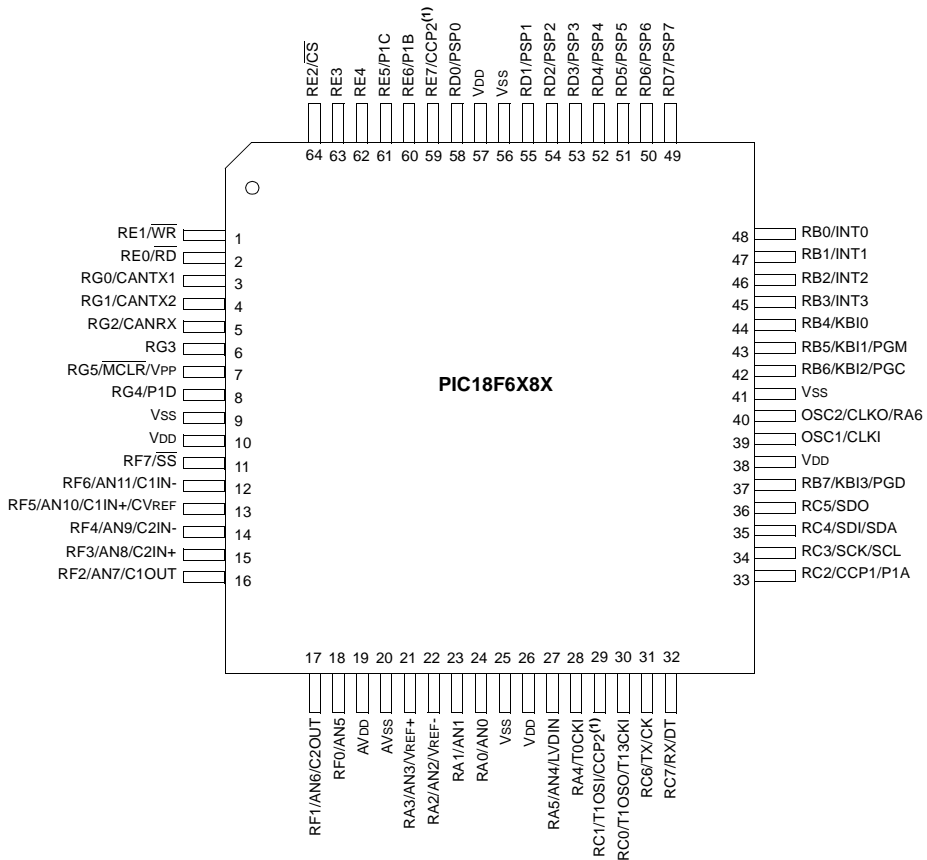 RE2/C̅S̅
RE3
RE4
RE5/P1C
RE6/P1B
RE7/CCP2(1)
RD0/PSP0
VDD
VSS
RD1/PSP1
RD2/PSP2
RD3/PSP3
RD4/PSP4
RD5/PSP5
RD6/PSP6
RD7/PSP7
64 63 62 61 60 59 58 57 56 55 54 53 52 51 50 49
RE1/W̅R̅ 1
RE0/R̅D̅ 2
RG0/CANTX1 3
RG1/CANTX2 4
RG2/CANRX 5
RG3 6
RG5/M̅C̅L̅R̅/VPP 7
RG4/P1D 8
VSS 9
VDD 10
RF7/S̅S̅ 11
RF6/AN11/C1IN- 12
RF5/AN10/C1IN+/CVREF 13
RF4/AN9/C2IN- 14
RF3/AN8/C2IN+ 15
RF2/AN7/C1OUT 16
PIC18F6X8X
48 RB0/INT0
47 RB1/INT1
46 RB2/INT2
45 RB3/INT3
44 RB4/KBI0
43 RB5/KBI1/PGM
42 RB6/KBI2/PGC
41 VSS
40 OSC2/CLKO/RA6
39 OSC1/CLKI
38 VDD
37 RB7/KBI3/PGD
36 RC5/SDO
35 RC4/SDI/SDA
34 RC3/SCK/SCL
33 RC2/CCP1/P1A
17 18 19 20 21 22 23 24 25 26 27 28 29 30 31 32
RF1/AN6/C2OUT
RF0/AN5
AVDD
AVSS
RA3/AN3/VREF+
RA2/AN2/VREF-
RA1/AN1
RA0/AN0
VSS
VDD
RA5/AN4/LVDIN
RA4/T0CKI
RC1/T1OSI/CCP2(1)
RC0/T1OSO/T13CKI
RC6/TX/CK
RC7/RX/DT